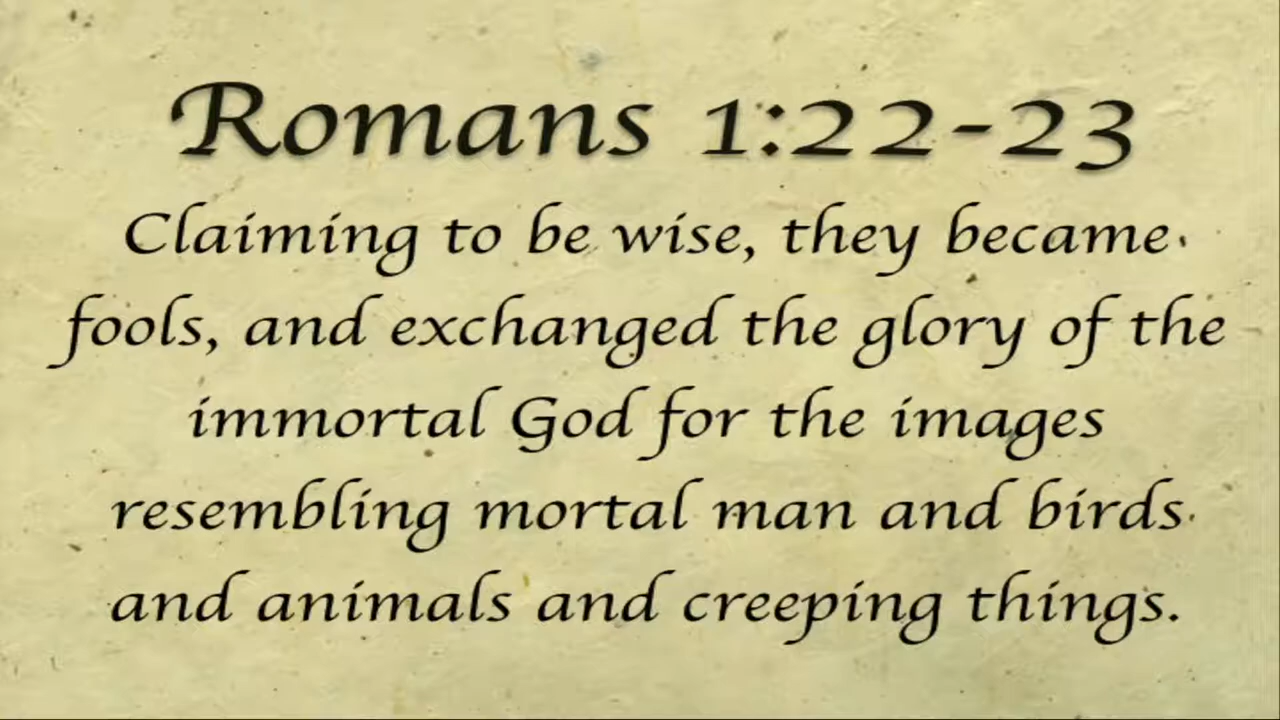 Romans 1:22-23
Claiming to be wise, they became
fools, and exchanged the glory of the
immortal God for the images
resembling mortal man and birds
and animals and creeping things.